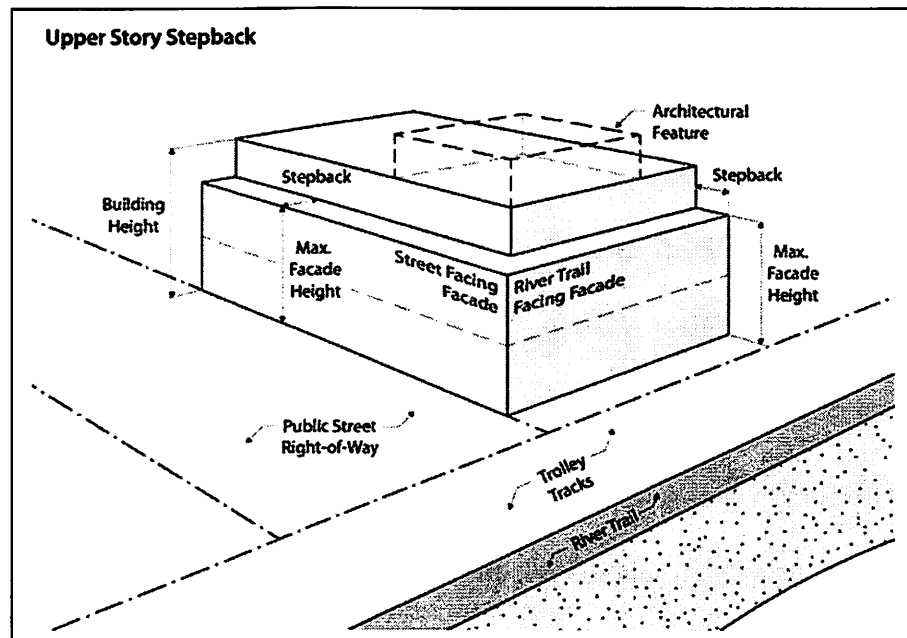 Upper Story Stepback
Architectural
Feature
Stepback
Stepback
Building
Height
Max.
Facade
Height
Street Facing
Facade
River Trail
Facing Facade
Max.
Facade
Height
Public Street
Right-of-Way
Trolley
Tracks
River Trail